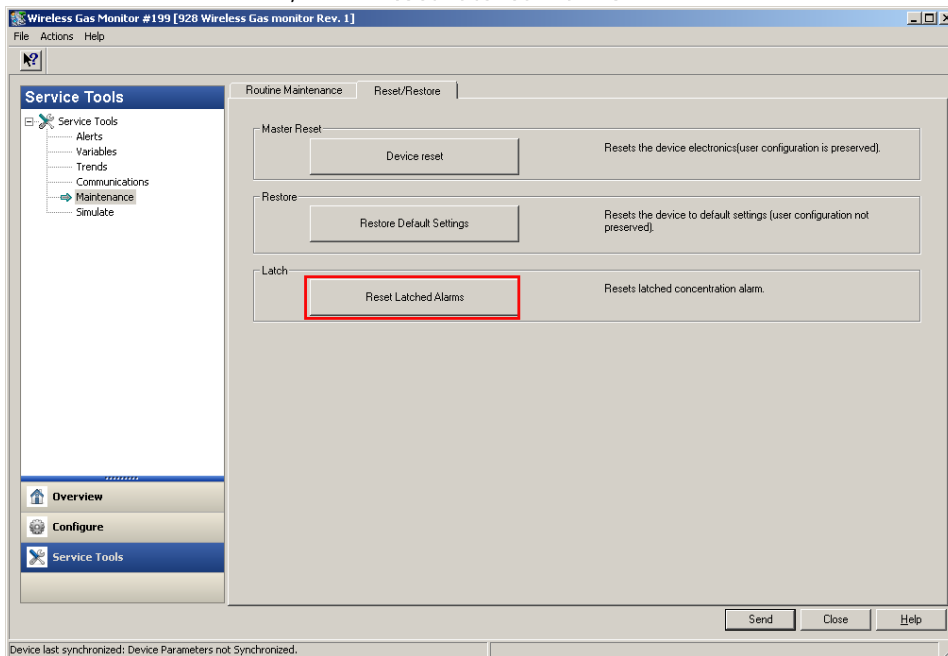 Wireless Gas Monitor #199 [928 Wireless Gas monitor Rev. 1]
File Actions Help
Service Tools
Service Tools
Alerts
Variables
Trends
Communications
Maintenance
Simulate
Overview
Configure
Service Tools
Routine Maintenance Reset/Restore
Master Reset
Device reset
Resets the device electronics(user configuration is preserved).
Restore
Restore Default Settings
Resets the device to default settings (user configuration not
preserved).
Latch
Reset Latched Alarms
Resets latched concentration alarm.
Send Close Help
Device last synchronized: Device Parameters not Synchronized.